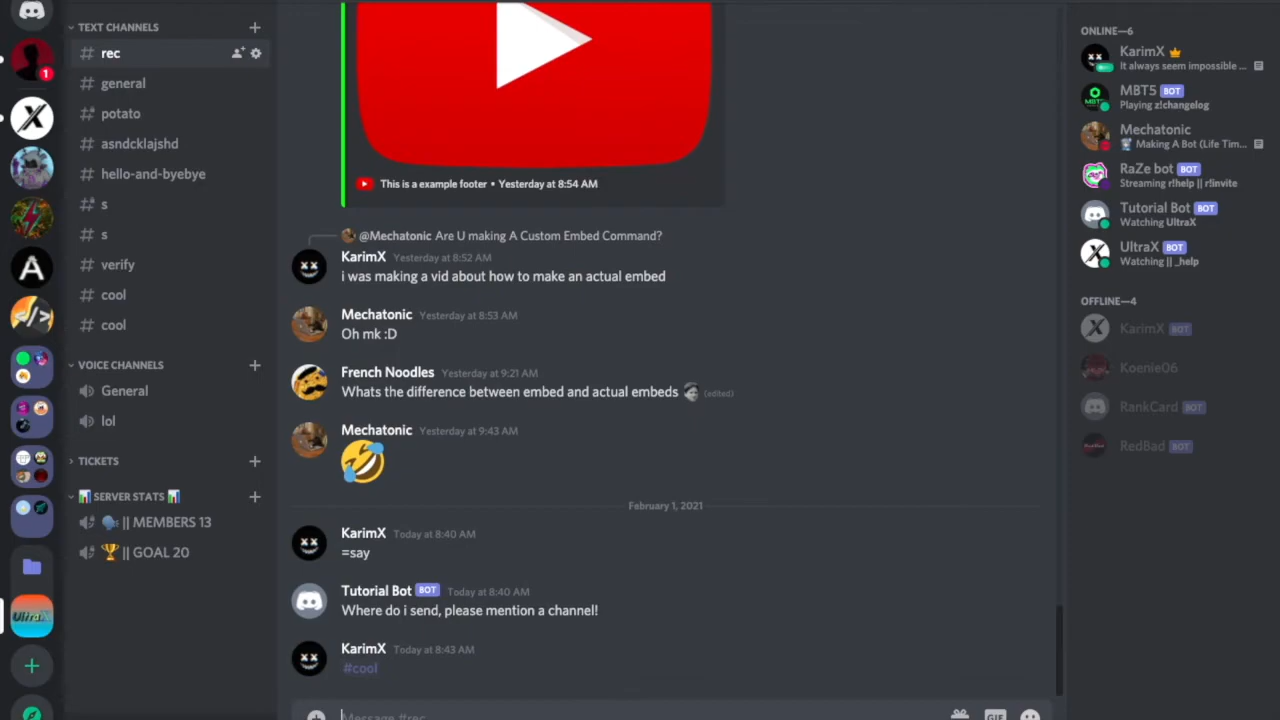 TEXT CHANNELS
rec
general
potato
asndcklajshd
hello-and-byebye
s
s
verify
cool
cool
VOICE CHANNELS
General
lol
TICKETS
📊 SERVER STATS 📊
🗣️ || MEMBERS 13
🏆 || GOAL 20
1
UltraX
This is a example footer • Yesterday at 8:54 AM
@Mechatonic Are U making A Custom Embed Command?
KarimX Yesterday at 8:52 AM
i was making a vid about how to make an actual embed
Mechatonic Yesterday at 8:53 AM
Oh mk :D
French Noodles Yesterday at 9:21 AM
Whats the difference between embed and actual embeds (edited)
Mechatonic Yesterday at 9:43 AM
🤣
February 1, 2021
KarimX Today at 8:40 AM
=say
Tutorial Bot BOT Today at 8:40 AM
Where do i send, please mention a channel!
KarimX Today at 8:43 AM
#cool
Message #rec
GIF
ONLINE—6
KarimX
It always seem impossible ...
MBT5 BOT
Playing z!changelog
Mechatonic
Making A Bot (Life Tim...
RaZe bot BOT
Streaming r!help || r!invite
Tutorial Bot BOT
Watching UltraX
UltraX BOT
Watching || _help
OFFLINE—4
KarimX BOT
Koenie06
RankCard BOT
RedBad BOT